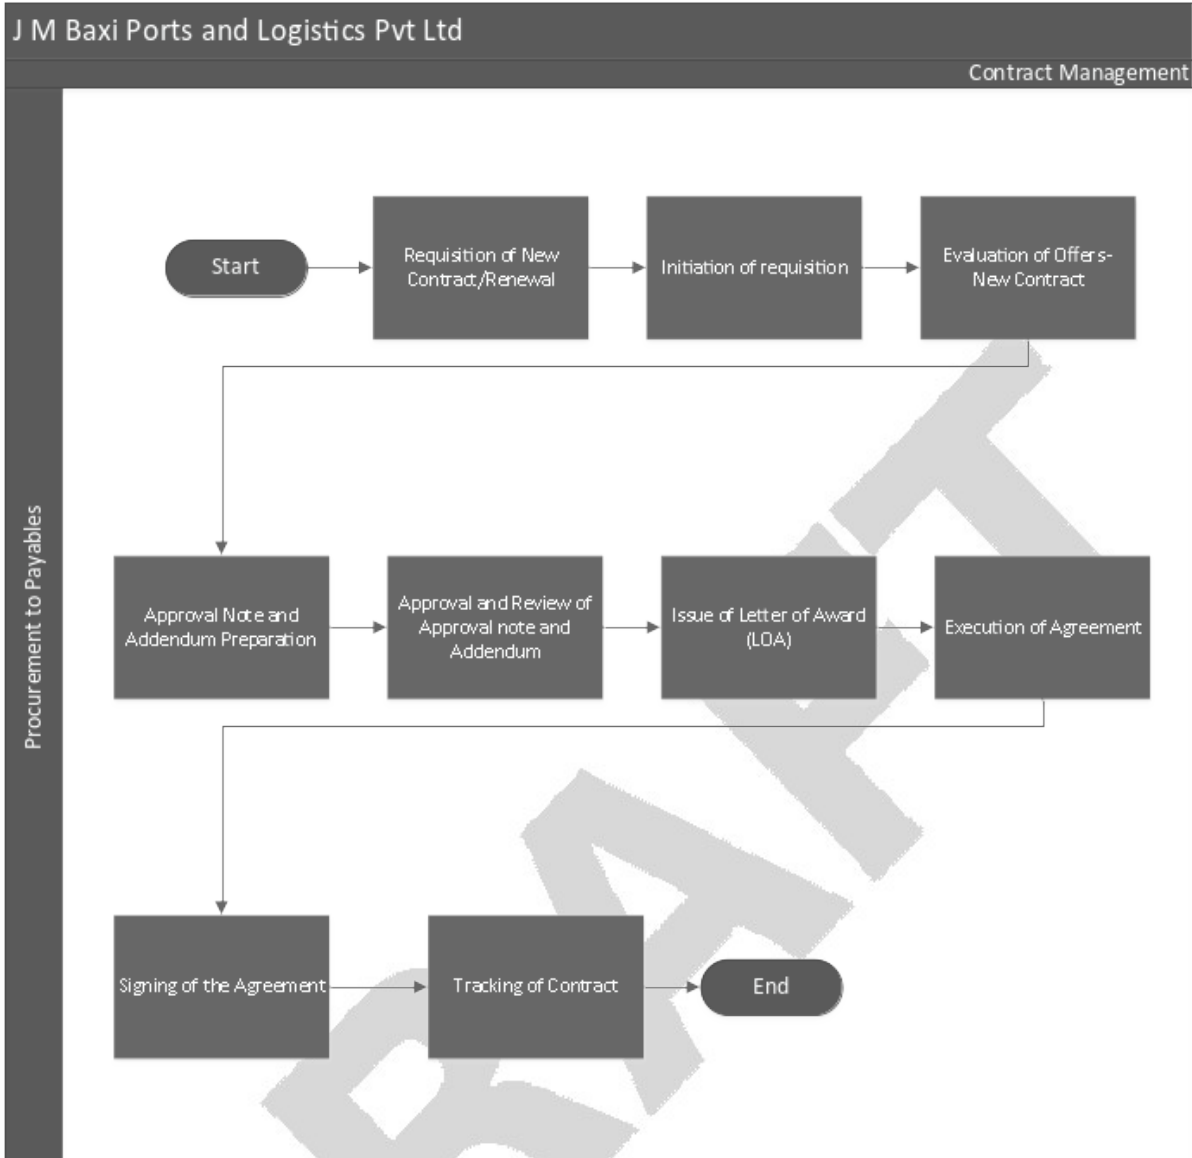 J M Baxi Ports and Logistics Pvt Ltd
Contract Management
Procurement to Payables
Start
Requisition of New
Contract/Renewal
Initiation of requisition
Evaluation of Offers-
New Contract
Approval Note and
Addendum Preparation
Approval and Review of
Approval note and
Addendum
Issue of Letter of Award
(LOA)
Execution of Agreement
Signing of the Agreement
Tracking of Contract
End
RAFT